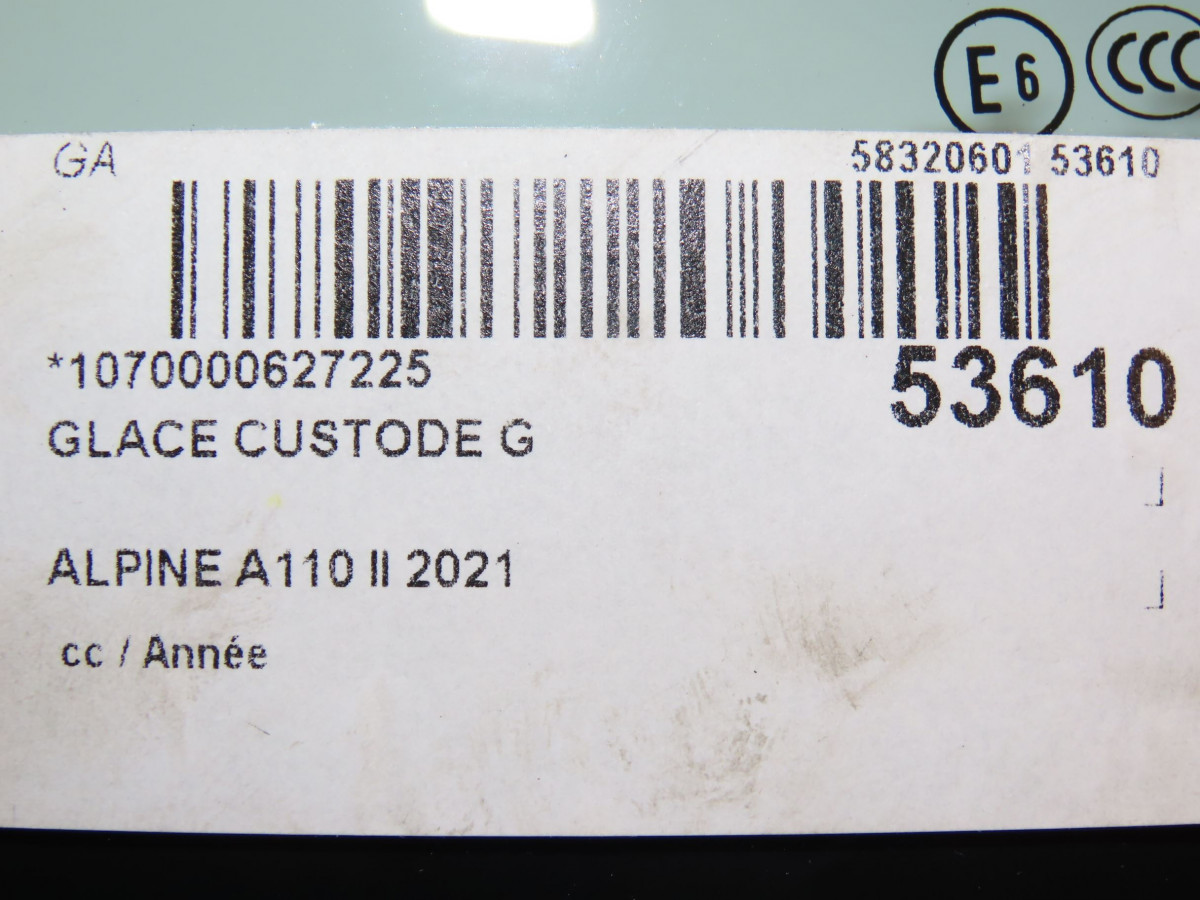 E6 CCC
GA 58320601 53610
*1070000627225 53610
GLACE CUSTODE G
ALPINE A110 II 2021
cc / Année